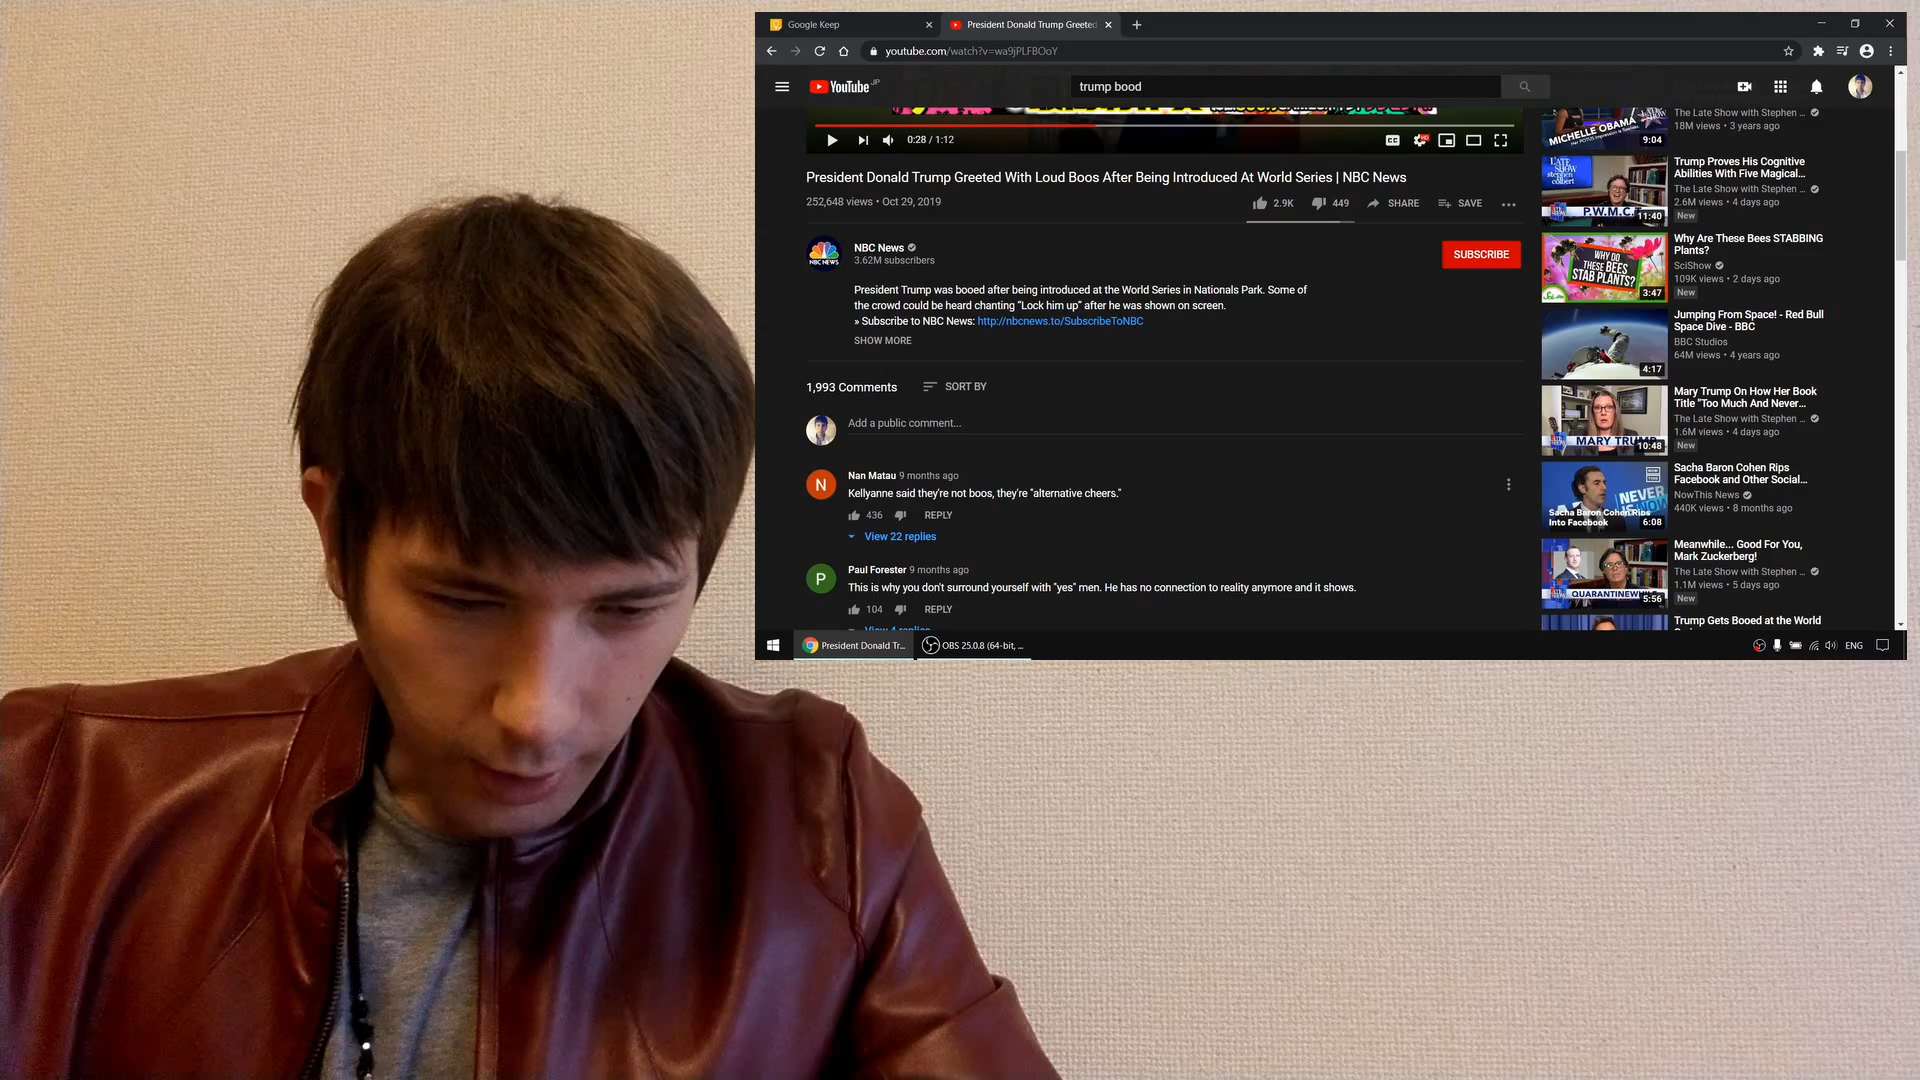 Google Keep
President Donald Trump Greeted
youtube.com/watch?v=wa9jPLFBOoY
YouTube JP
trump bood
0:28 / 1:12
President Donald Trump Greeted With Loud Boos After Being Introduced At World Series | NBC News
252,648 views • Oct 29, 2019
2.9K
449
SHARE
SAVE
NBC NEWS
NBC News
3.62M subscribers
SUBSCRIBE
President Trump was booed after being introduced at the World Series in Nationals Park. Some of
the crowd could be heard chanting “Lock him up” after he was shown on screen.
» Subscribe to NBC News: http://nbcnews.to/SubscribeToNBC
SHOW MORE
1,993 Comments
SORT BY
Add a public comment...
N
Nan Matau 9 months ago
Kellyanne said they're not boos, they're "alternative cheers."
436
REPLY
View 22 replies
P
Paul Forester 9 months ago
This is why you don't surround yourself with "yes" men. He has no connection to reality anymore and it shows.
104
REPLY
View 4 replies
MICHELLE OBAMA
9:04
The Late Show with Stephen ...
18M views • 3 years ago
LATE SHOW
P.W.M.C.T
11:40
Trump Proves His Cognitive
Abilities With Five Magical...
The Late Show with Stephen ...
2.6M views • 4 days ago
New
WHY DO
THESE BEES
STAB PLANTS?
3:47
Why Are These Bees STABBING
Plants?
SciShow
109K views • 2 days ago
New
4:17
Jumping From Space! - Red Bull
Space Dive - BBC
BBC Studios
64M views • 4 years ago
MARY TRUMP
10:48
Mary Trump On How Her Book
Title "Too Much And Never...
The Late Show with Stephen ...
1.6M views • 4 days ago
New
NEVER
IS NOW
Sacha Baron Cohen Rips
Into Facebook
6:08
Sacha Baron Cohen Rips
Facebook and Other Social...
NowThis News
440K views • 8 months ago
QUARANTINEWHILE
5:56
Meanwhile... Good For You,
Mark Zuckerberg!
The Late Show with Stephen ...
1.1M views • 5 days ago
New
Trump Gets Booed at the World
President Donald Tr...
OBS 25.0.8 (64-bit, ...
ENG